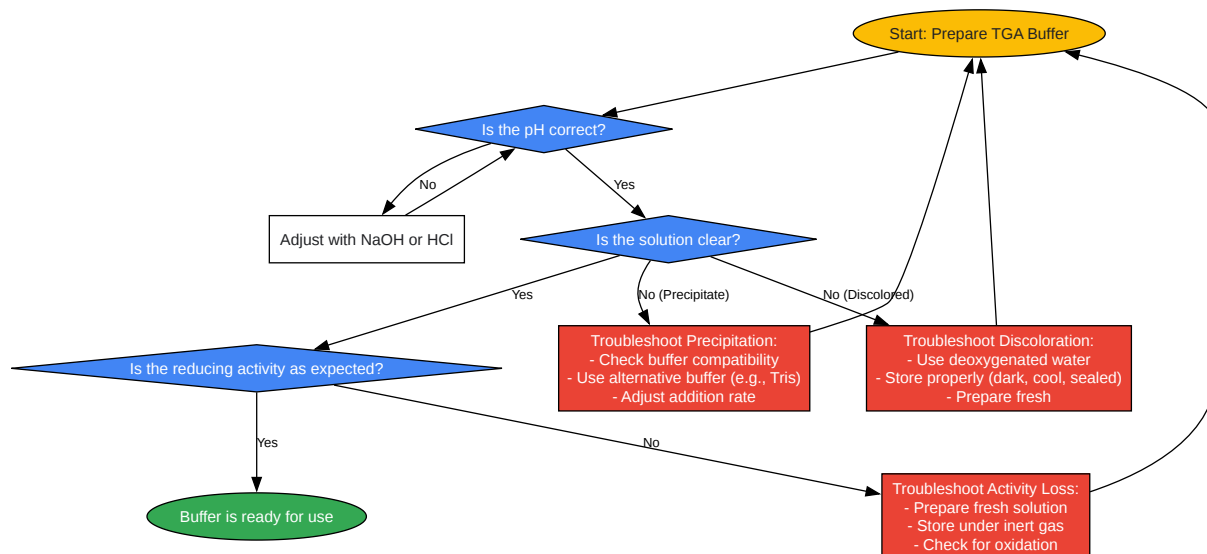 Start: Prepare TGA Buffer
Is the pH correct?
No
Yes
Adjust with NaOH or HCl
Is the solution clear?
Yes
No (Precipitate)
No (Discolored)
Troubleshoot Precipitation:
- Check buffer compatibility
- Use alternative buffer (e.g., Tris)
- Adjust addition rate
Troubleshoot Discoloration:
- Use deoxygenated water
- Store properly (dark, cool, sealed)
- Prepare fresh
Is the reducing activity as expected?
Yes
No
Buffer is ready for use
Troubleshoot Activity Loss:
- Prepare fresh solution
- Store under inert gas
- Check for oxidation